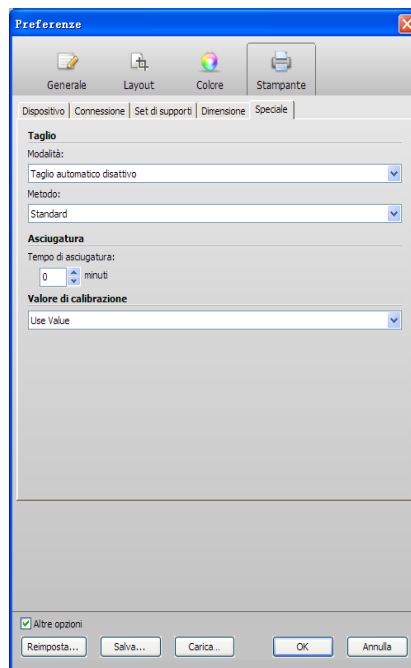 Preferenze
Generale Layout Colore Stampante
Dispositivo Connessione Set di supporti Dimensione Speciale
Taglio
Modalità:
Taglio automatico disattivo
Metodo:
Standard
Asciugatura
Tempo di asciugatura:
0 minuti
Valore di calibrazione
Use Value
Altre opzioni
Reimposta... Salva... Carica... OK Annulla